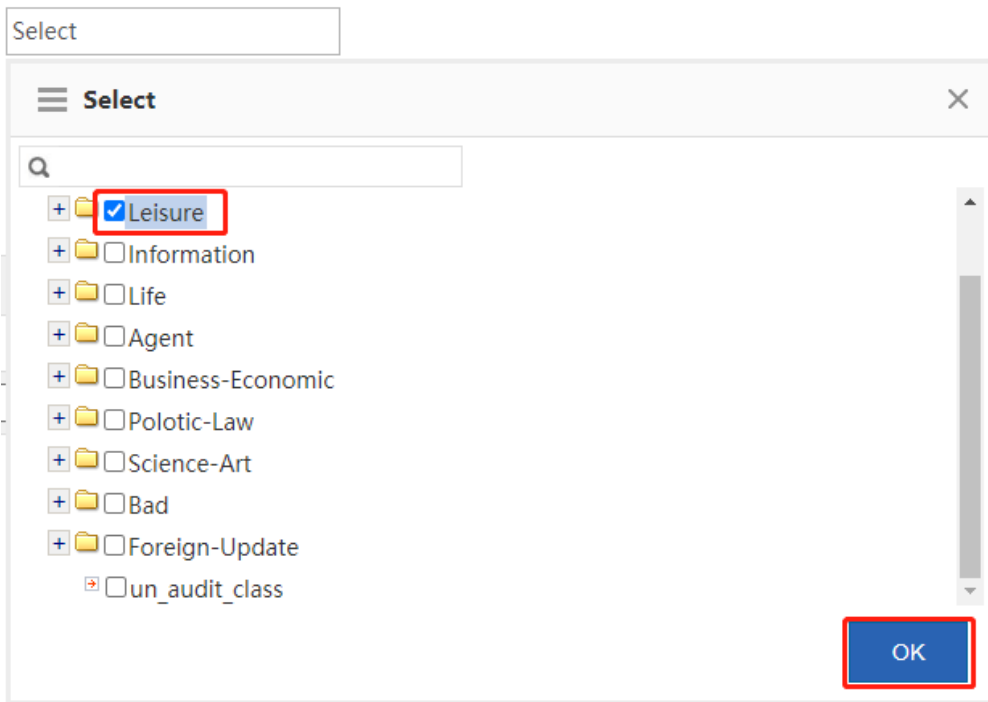 Select
Select
Leisure
Information
Life
Agent
Business-Economic
Polotic-Law
Science-Art
Bad
Foreign-Update
un_audit_class
OK